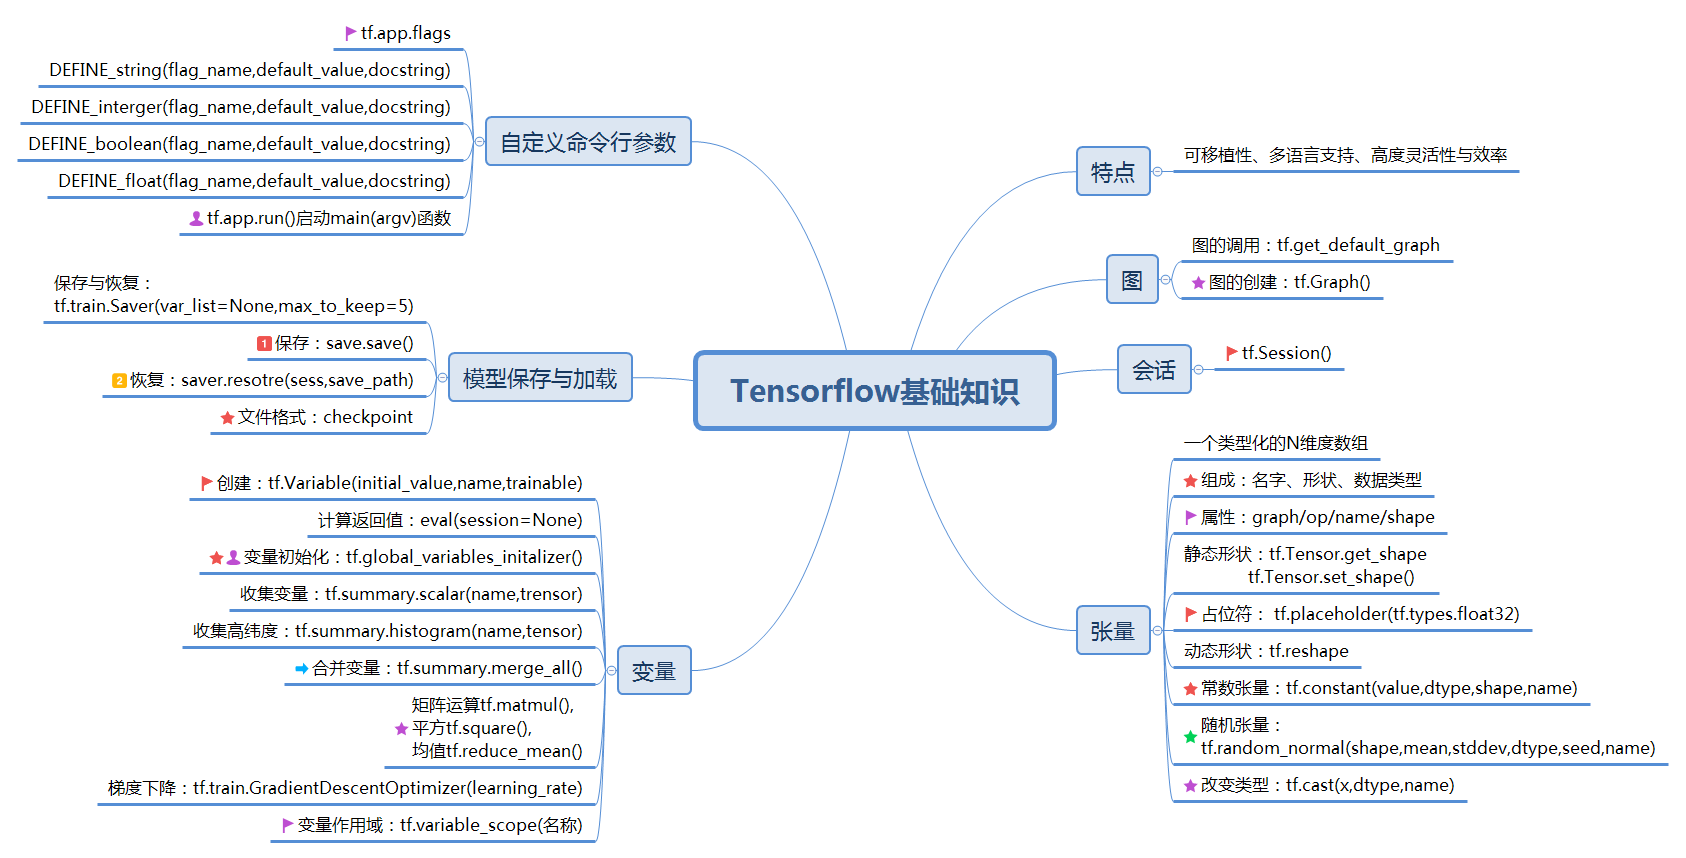 Tensorflow基础知识
自定义命令行参数
tf.app.flags
DEFINE_string(flag_name,default_value,docstring)
DEFINE_interger(flag_name,default_value,docstring)
DEFINE_boolean(flag_name,default_value,docstring)
DEFINE_float(flag_name,default_value,docstring)
tf.app.run()启动main(argv)函数
模型保存与加载
保存与恢复：
tf.train.Saver(var_list=None,max_to_keep=5)
1 保存：save.save()
2 恢复：saver.resotre(sess,save_path)
文件格式：checkpoint
变量
创建：tf.Variable(initial_value,name,trainable)
计算返回值：eval(session=None)
变量初始化：tf.global_variables_initalizer()
收集变量：tf.summary.scalar(name,trensor)
收集高纬度：tf.summary.histogram(name,tensor)
合并变量：tf.summary.merge_all()
矩阵运算tf.matmul(),
平方tf.square(),
均值tf.reduce_mean()
梯度下降：tf.train.GradientDescentOptimizer(learning_rate)
变量作用域：tf.variable_scope(名称)
特点
可移植性、多语言支持、高度灵活性与效率
图
图的调用：tf.get_default_graph
图的创建：tf.Graph()
会话
tf.Session()
张量
一个类型化的N维度数组
组成：名字、形状、数据类型
属性：graph/op/name/shape
静态形状：tf.Tensor.get_shape
tf.Tensor.set_shape()
占位符： tf.placeholder(tf.types.float32)
动态形状：tf.reshape
常数张量：tf.constant(value,dtype,shape,name)
随机张量：
tf.random_normal(shape,mean,stddev,dtype,seed,name)
改变类型：tf.cast(x,dtype,name)